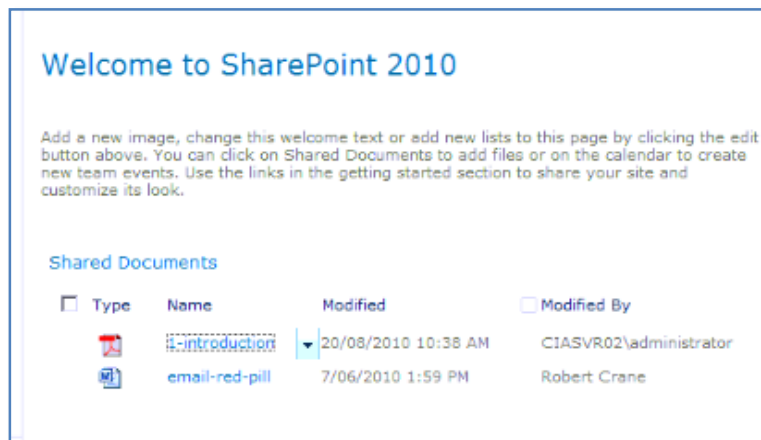 Welcome to SharePoint 2010
Add a new image, change this welcome text or add new lists to this page by clicking the edit
button above. You can click on Shared Documents to add files or on the calendar to create
new team events. Use the links in the getting started section to share your site and
customize its look.
Shared Documents
Type Name Modified Modified By
1-introduction 20/08/2010 10:38 AM CIASVR02\administrator
email-red-pill 7/06/2010 1:59 PM Robert Crane